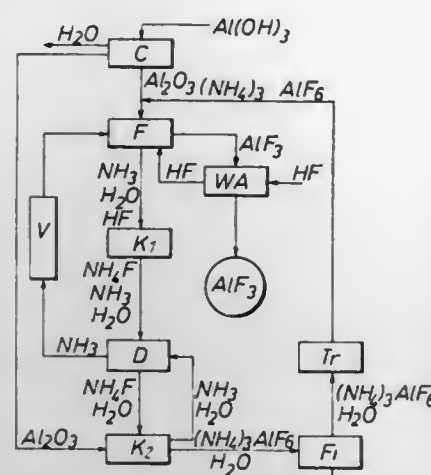 H₂O
Al(OH)₃
C
Al₂O₃ (NH₄)₃ AlF₆
F
AlF₃
NH₃
H₂O
HF
HF
WA
HF
V
K₁
AlF₃
NH₄F
NH₃
H₂O
NH₃
D
Tr
NH₄F
H₂O
NH₃
H₂O
(NH₄)₃AlF₆
H₂O
Al₂O₃
K₂
(NH₄)₃AlF₆
H₂O
Fi